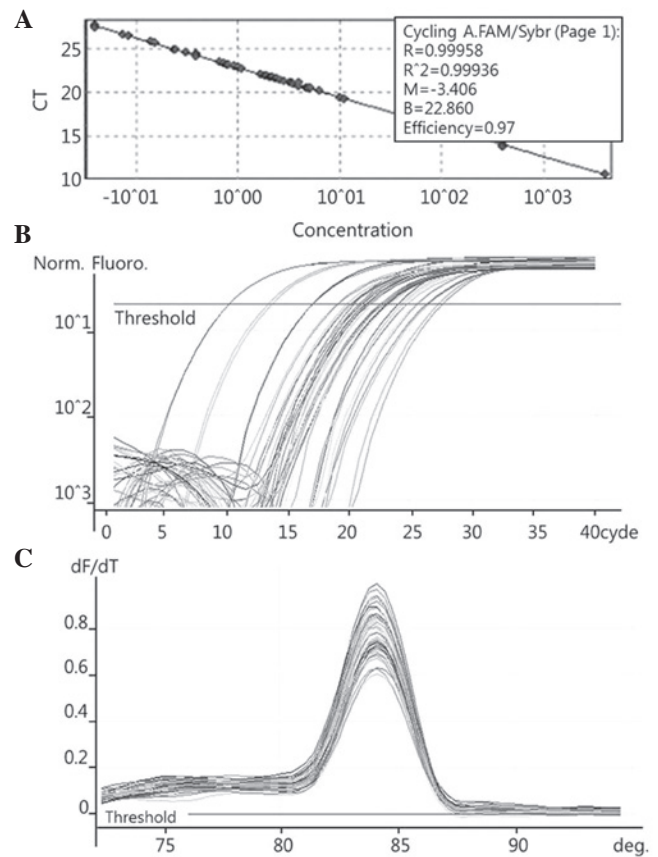 A
25
20
15
10
CT
Cycling A.FAM/Sybr (Page 1):
R=0.99958
R^2=0.99936
M=-3.406
B=22.860
Efficiency=0.97
-10^01 10^00 10^01 10^02 10^03
Concentration
B
Norm. Fluoro.
Threshold
10^1
10^2
10^3
0 5 10 15 20 25 30 35 40cyde
C
dF/dT
0.8
0.6
0.4
0.2
0
Threshold
75 80 85 90 deg.